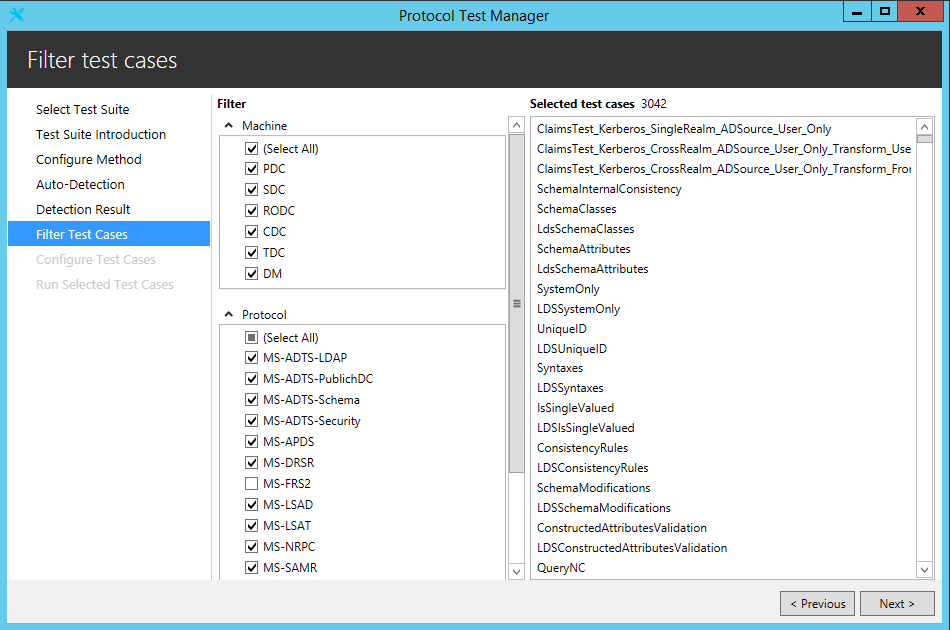 Protocol Test Manager
Filter test cases
Select Test Suite
Test Suite Introduction
Configure Method
Auto-Detection
Detection Result
Filter Test Cases
Configure Test Cases
Run Selected Test Cases
Filter
Machine
(Select All)
PDC
SDC
RODC
CDC
TDC
DM
Protocol
(Select All)
MS-ADTS-LDAP
MS-ADTS-PublichDC
MS-ADTS-Schema
MS-ADTS-Security
MS-APDS
MS-DRSR
MS-FRS2
MS-LSAD
MS-LSAT
MS-NRPC
MS-SAMR
Selected test cases 3042
ClaimsTest_Kerberos_SingleRealm_ADSource_User_Only
ClaimsTest_Kerberos_CrossRealm_ADSource_User_Only_Transform_Use
ClaimsTest_Kerberos_CrossRealm_ADSource_User_Only_Transform_Fror
SchemaInternalConsistency
SchemaClasses
LdsSchemaClasses
SchemaAttributes
LdsSchemaAttributes
SystemOnly
LDSSystemOnly
UniqueID
LDSUniqueID
Syntaxes
LDSSyntaxes
IsSingleValued
LDSIsSingleValued
ConsistencyRules
LDSConsistencyRules
SchemaModifications
LDSSchemaModifications
ConstructedAttributesValidation
LDSConstructedAttributesValidation
QueryNC
< Previous
Next >